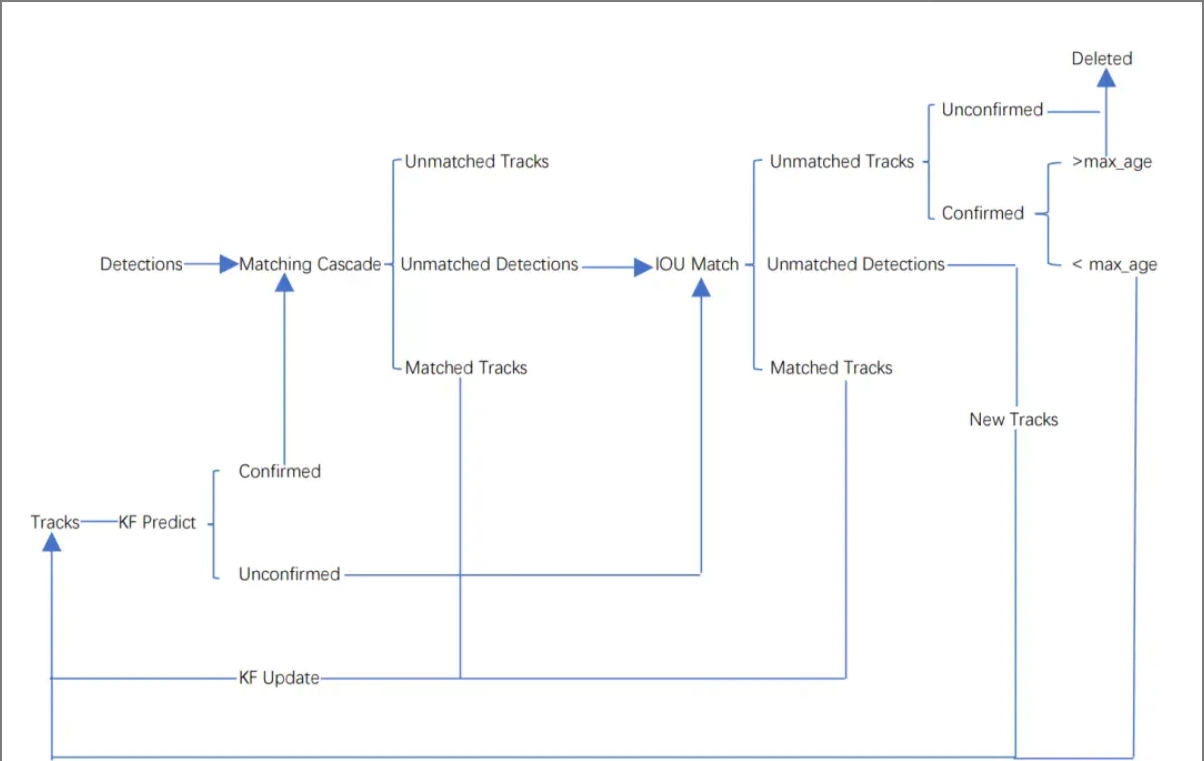 Deleted
Unconfirmed
Unmatched Tracks
Unmatched Tracks
>max_age
Confirmed
Detections
Matching Cascade
Unmatched Detections
IOU Match
Unmatched Detections
< max_age
Matched Tracks
Matched Tracks
New Tracks
Confirmed
Tracks
KF Predict
Unconfirmed
KF Update